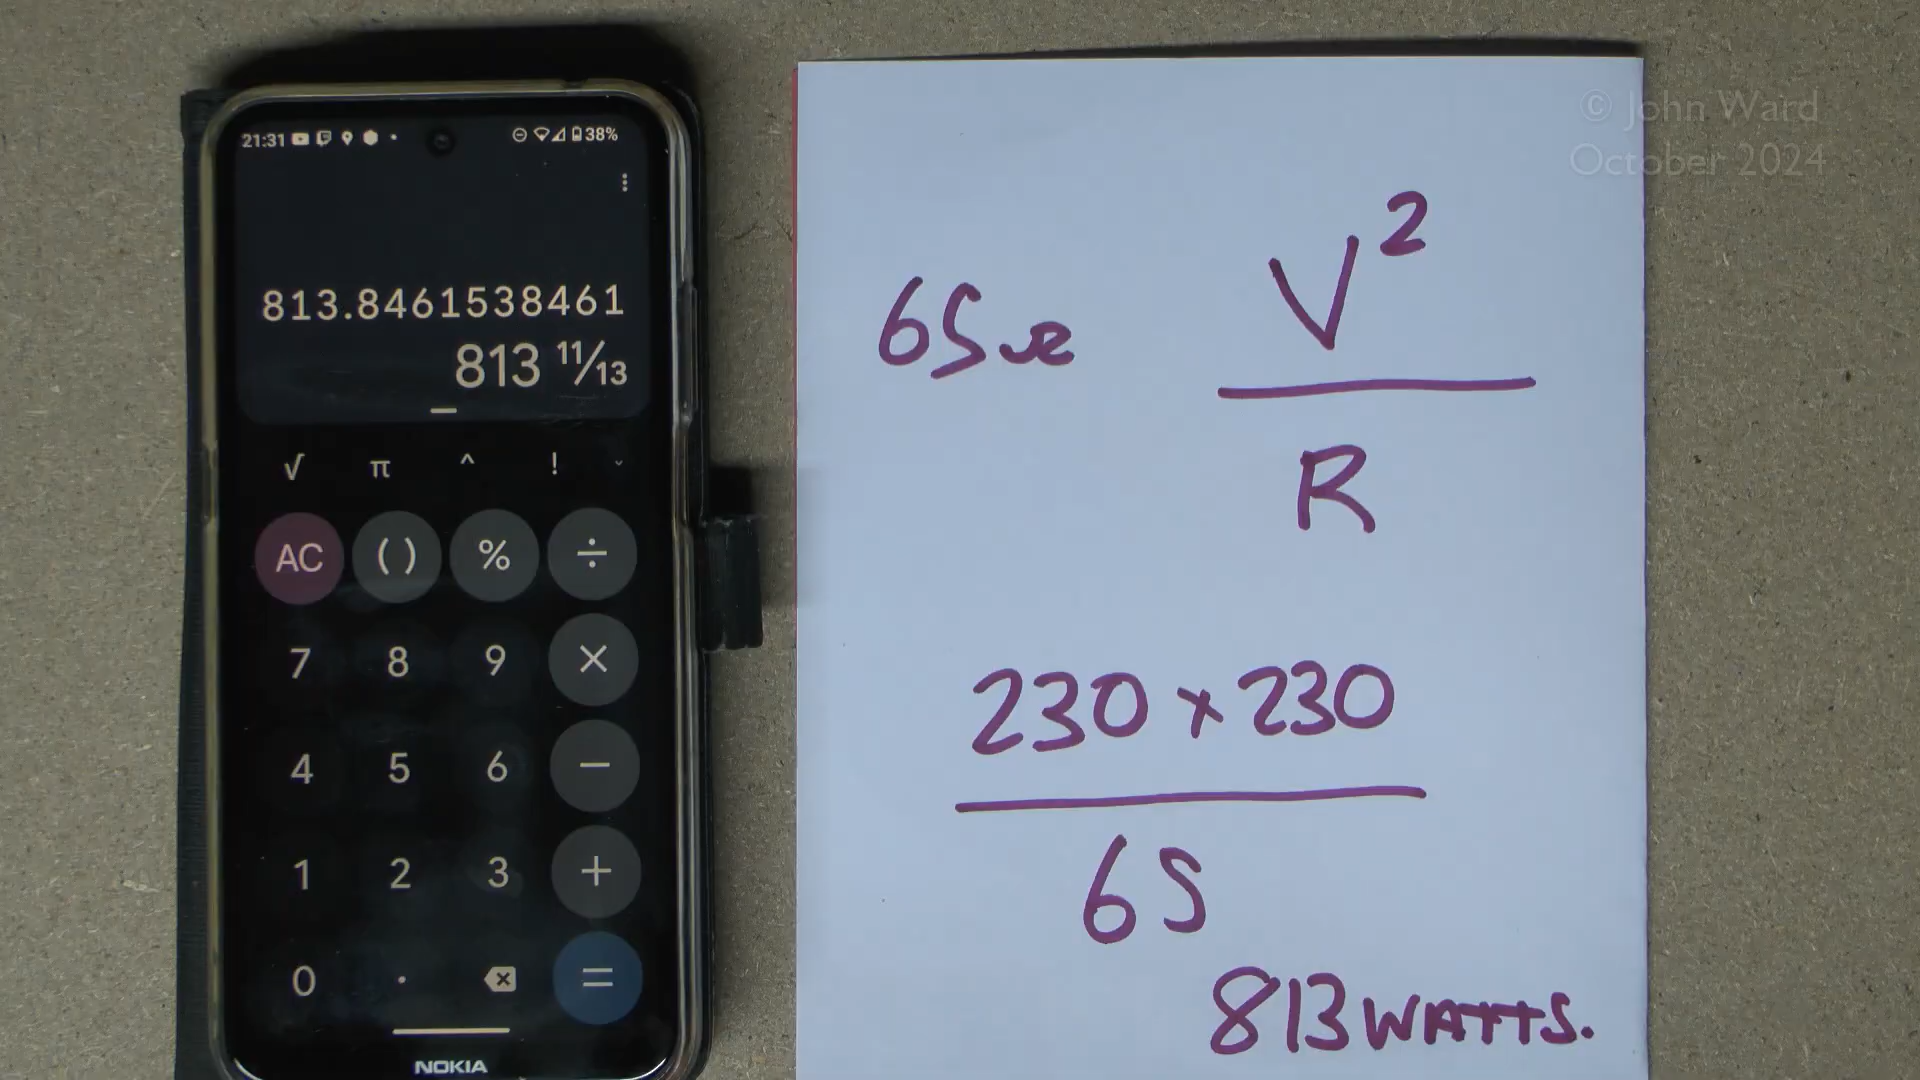 21:31 38%
813.8461538461
813 11/13
√ π ^ !
AC ( ) % ÷
7 8 9 ×
4 5 6 −
1 2 3 +
0 . =
NOKIA
© John Ward
October 2024
65Ω
V²
R
230 x 230
65
813 WATTS.